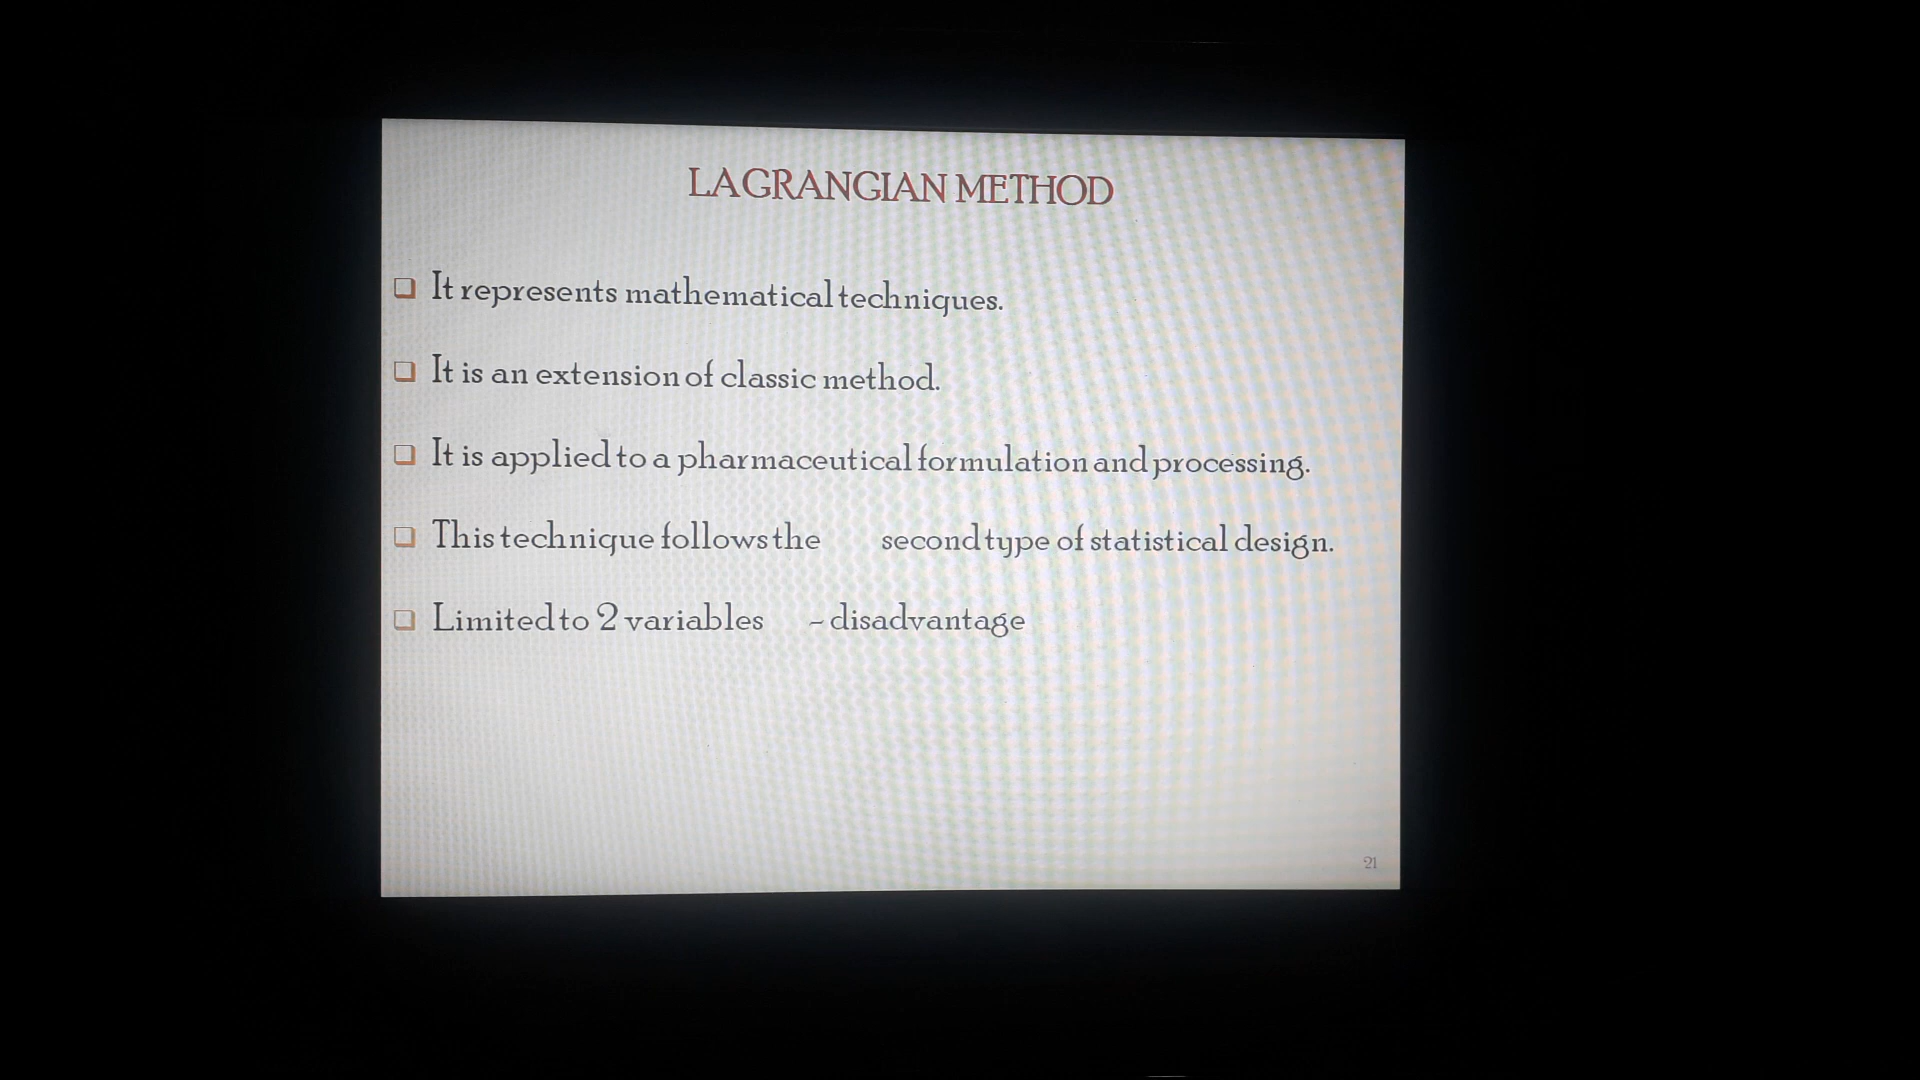 LAGRANGIAN METHOD
It represents mathematical techniques.
It is an extension of classic method.
It is applied to a pharmaceutical formulation and processing.
This technique follows the second type of statistical design.
Limited to 2 variables - disadvantage
21